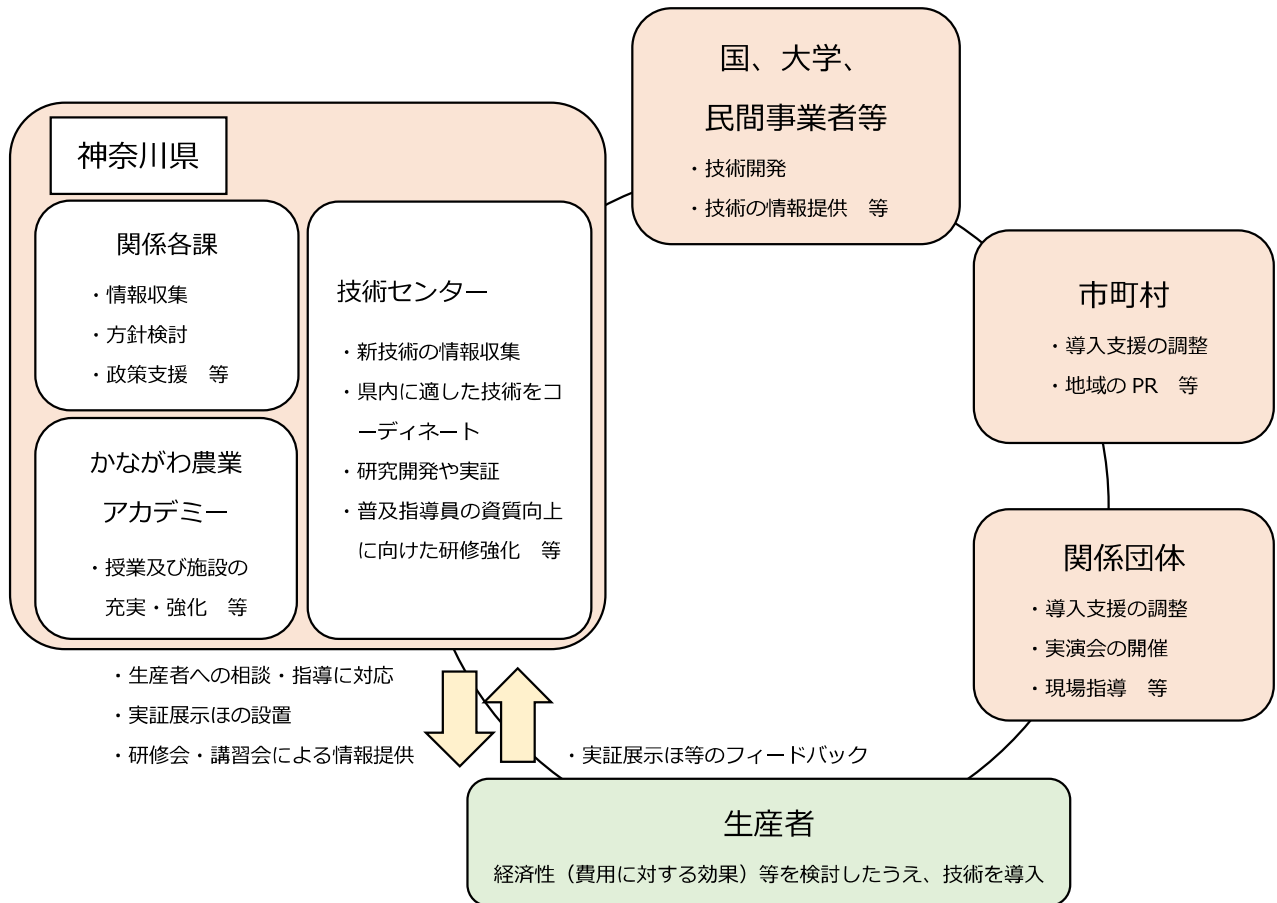 国、大学、
民間事業者等
・技術開発
・技術の情報提供　等
神奈川県
関係各課
・情報収集
・方針検討
・政策支援　等
かながわ農業
アカデミー
・授業及び施設の
充実・強化　等
技術センター
・新技術の情報収集
・県内に適した技術をコ
ーディネート
・研究開発や実証
・普及指導員の資質向上
に向けた研修強化　等
市町村
・導入支援の調整
・地域の PR　等
関係団体
・導入支援の調整
・実演会の開催
・現場指導　等
・生産者への相談・指導に対応
・実証展示ほの設置
・研修会・講習会による情報提供
・実証展示ほ等のフィードバック
生産者
経済性（費用に対する効果）等を検討したうえ、技術を導入